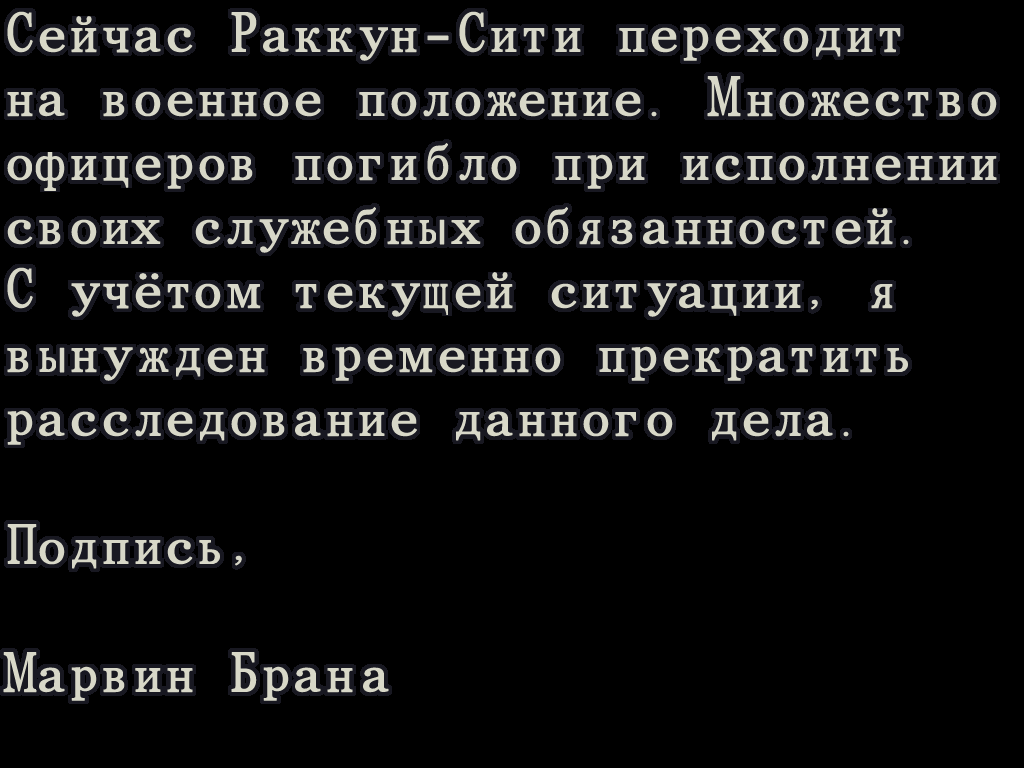 Сейчас Раккун-Сити переходит
на военное положение. Множество
офицеров погибло при исполнении
своих служебных обязанностей.
С учётом текущей ситуации, я
вынужден временно прекратить
расследование данного дела.
Подпись,
Марвин Брана